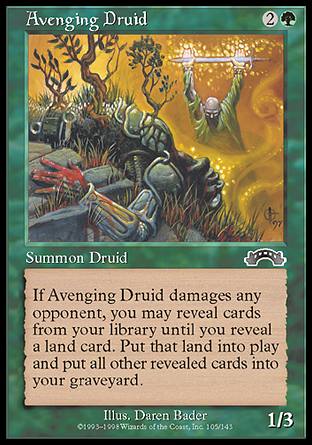 Avenging Druid 2
Summon Druid
If Avenging Druid damages any
opponent, you may reveal cards
from your library until you reveal
a land card. Put that land into play
and put all other revealed cards into
your graveyard.
Illus. Daren Bader
©1993–1998 Wizards of the Coast, Inc. 105/143
1/3